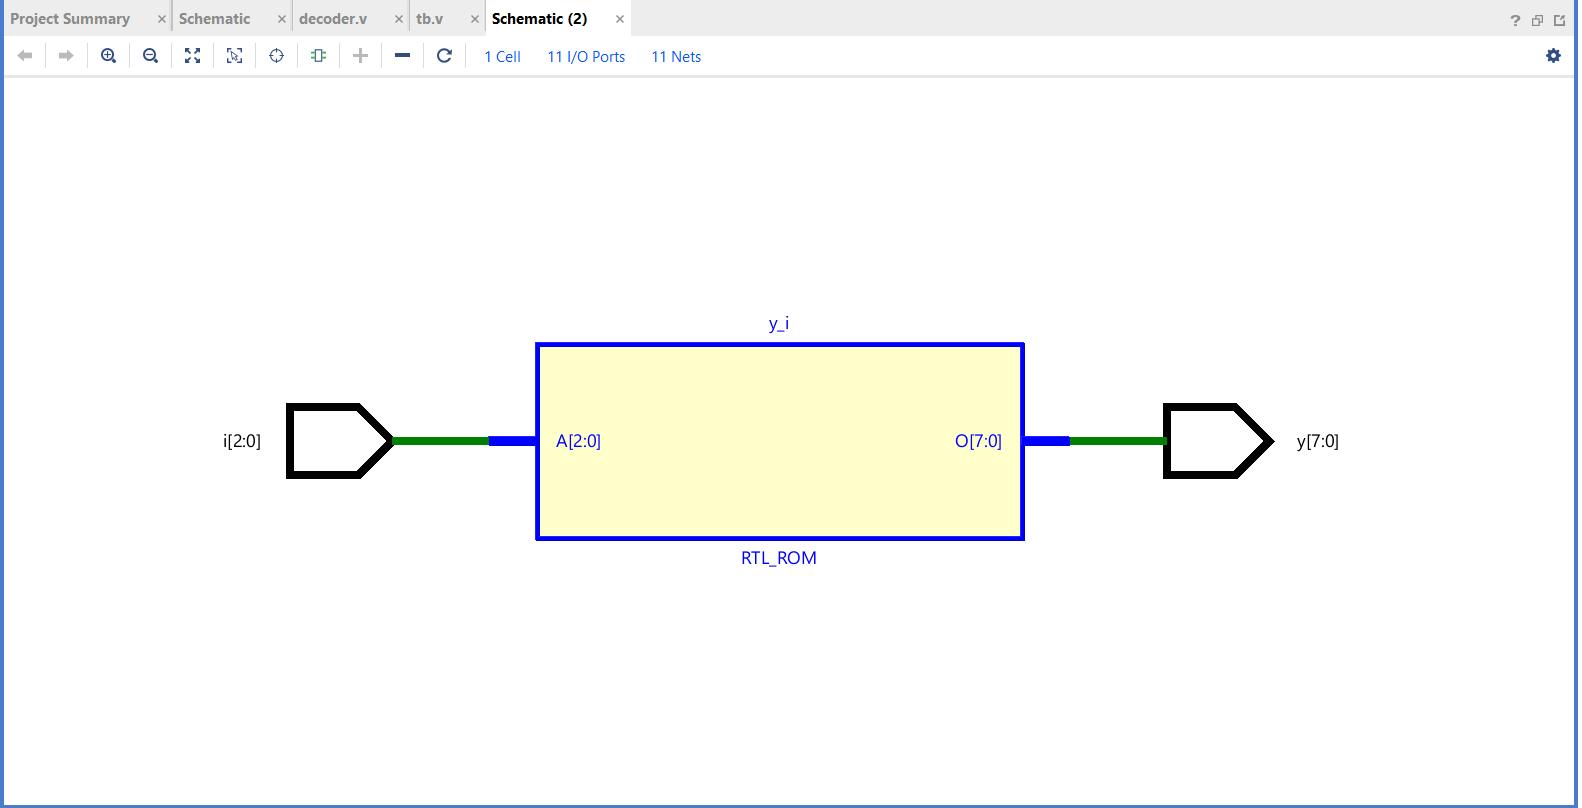 Project Summary × Schematic × decoder.v × tb.v × Schematic (2) × ?
1 Cell 11 I/O Ports 11 Nets
y_i
i[2:0] A[2:0] O[7:0] y[7:0]
RTL_ROM